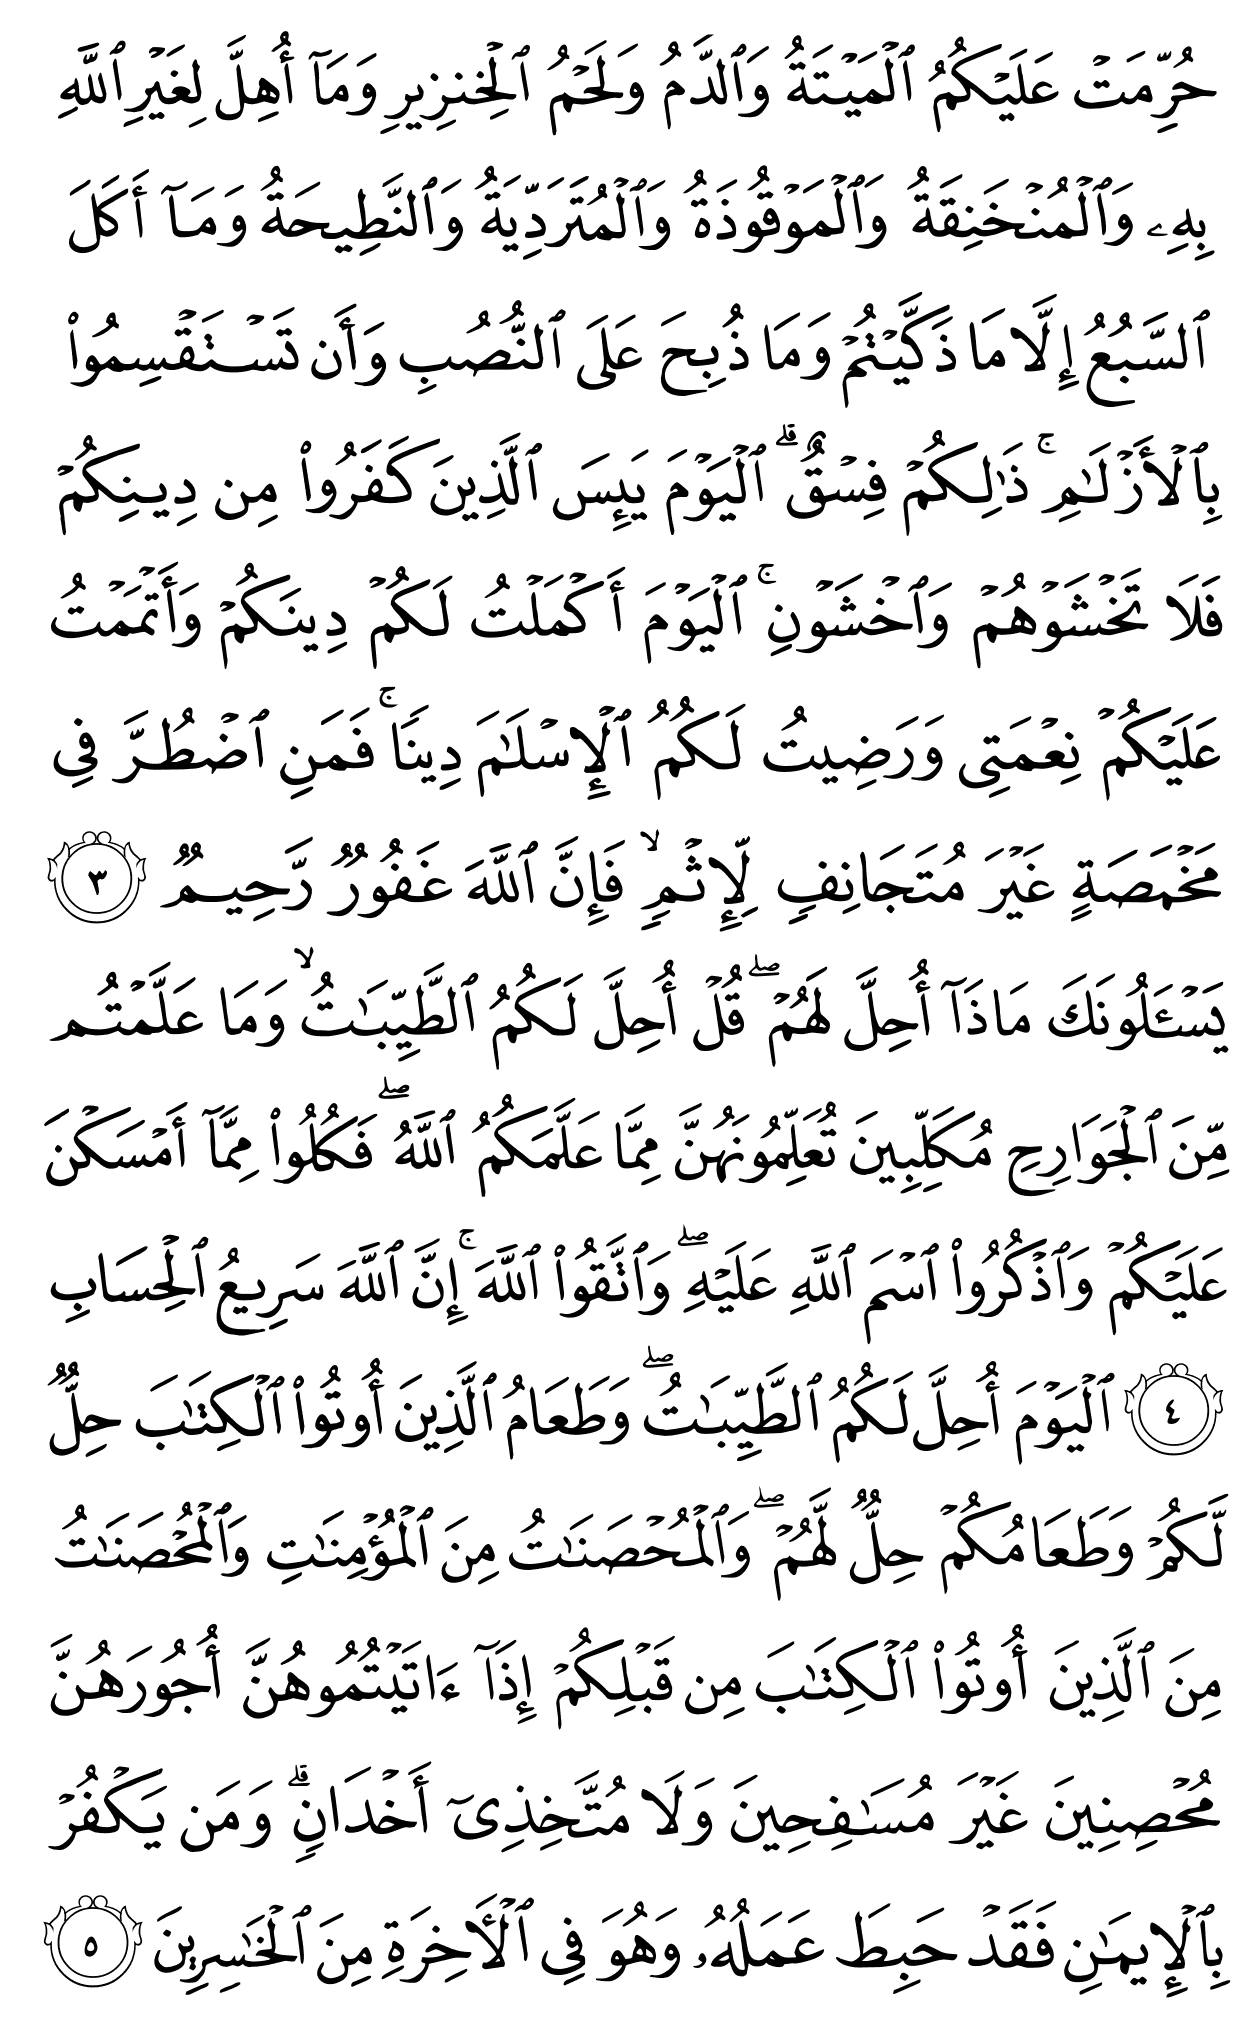 حُرِّمَتۡ عَلَيۡكُمُ ٱلۡمَيۡتَةُ وَٱلدَّمُ وَلَحۡمُ ٱلۡخِنزِيرِ وَمَآ أُهِلَّ لِغَيۡرِ ٱللَّهِ
بِهِۦ وَٱلۡمُنۡخَنِقَةُ وَٱلۡمَوۡقُوذَةُ وَٱلۡمُتَرَدِّيَةُ وَٱلنَّطِيحَةُ وَمَآ أَكَلَ
ٱلسَّبُعُ إِلَّا مَا ذَكَّيۡتُمۡ وَمَا ذُبِحَ عَلَى ٱلنُّصُبِ وَأَن تَسۡتَقۡسِمُواْ
بِٱلۡأَزۡلَٰمِۚ ذَٰلِكُمۡ فِسۡقٌۗ ٱلۡيَوۡمَ يَئِسَ ٱلَّذِينَ كَفَرُواْ مِن دِينِكُمۡ
فَلَا تَخۡشَوۡهُمۡ وَٱخۡشَوۡنِۚ ٱلۡيَوۡمَ أَكۡمَلۡتُ لَكُمۡ دِينَكُمۡ وَأَتۡمَمۡتُ
عَلَيۡكُمۡ نِعۡمَتِي وَرَضِيتُ لَكُمُ ٱلۡإِسۡلَٰمَ دِينٗاۚ فَمَنِ ٱضۡطُرَّ فِي
مَخۡمَصَةٍ غَيۡرَ مُتَجَانِفٖ لِّإِثۡمٖ ۙ فَإِنَّ ٱللَّهَ غَفُورٞ رَّحِيمٞ ٣
يَسۡـَٔلُونَكَ مَاذَآ أُحِلَّ لَهُمۡۖ قُلۡ أُحِلَّ لَكُمُ ٱلطَّيِّبَٰتُ ۙ وَمَا عَلَّمۡتُم
مِّنَ ٱلۡجَوَارِحِ مُكَلِّبِينَ تُعَلِّمُونَهُنَّ مِمَّا عَلَّمَكُمُ ٱللَّهُۖ فَكُلُواْ مِمَّآ أَمۡسَكۡنَ
عَلَيۡكُمۡ وَٱذۡكُرُواْ ٱسۡمَ ٱللَّهِ عَلَيۡهِۖ وَٱتَّقُواْ ٱللَّهَۚ إِنَّ ٱللَّهَ سَرِيعُ ٱلۡحِسَابِ
٤ ٱلۡيَوۡمَ أُحِلَّ لَكُمُ ٱلطَّيِّبَٰتُۖ وَطَعَامُ ٱلَّذِينَ أُوتُواْ ٱلۡكِتَٰبَ حِلّٞ
لَّكُمۡ وَطَعَامُكُمۡ حِلّٞ لَّهُمۡۖ وَٱلۡمُحۡصَنَٰتُ مِنَ ٱلۡمُؤۡمِنَٰتِ وَٱلۡمُحۡصَنَٰتُ
مِنَ ٱلَّذِينَ أُوتُواْ ٱلۡكِتَٰبَ مِن قَبۡلِكُمۡ إِذَآ ءَاتَيۡتُمُوهُنَّ أُجُورَهُنَّ
مُحۡصِنِينَ غَيۡرَ مُسَٰفِحِينَ وَلَا مُتَّخِذِيٓ أَخۡدَانٖۗ وَمَن يَكۡفُرۡ
بِٱلۡإِيمَٰنِ فَقَدۡ حَبِطَ عَمَلُهُۥ وَهُوَ فِي ٱلۡأٓخِرَةِ مِنَ ٱلۡخَٰسِرِينَ ٥